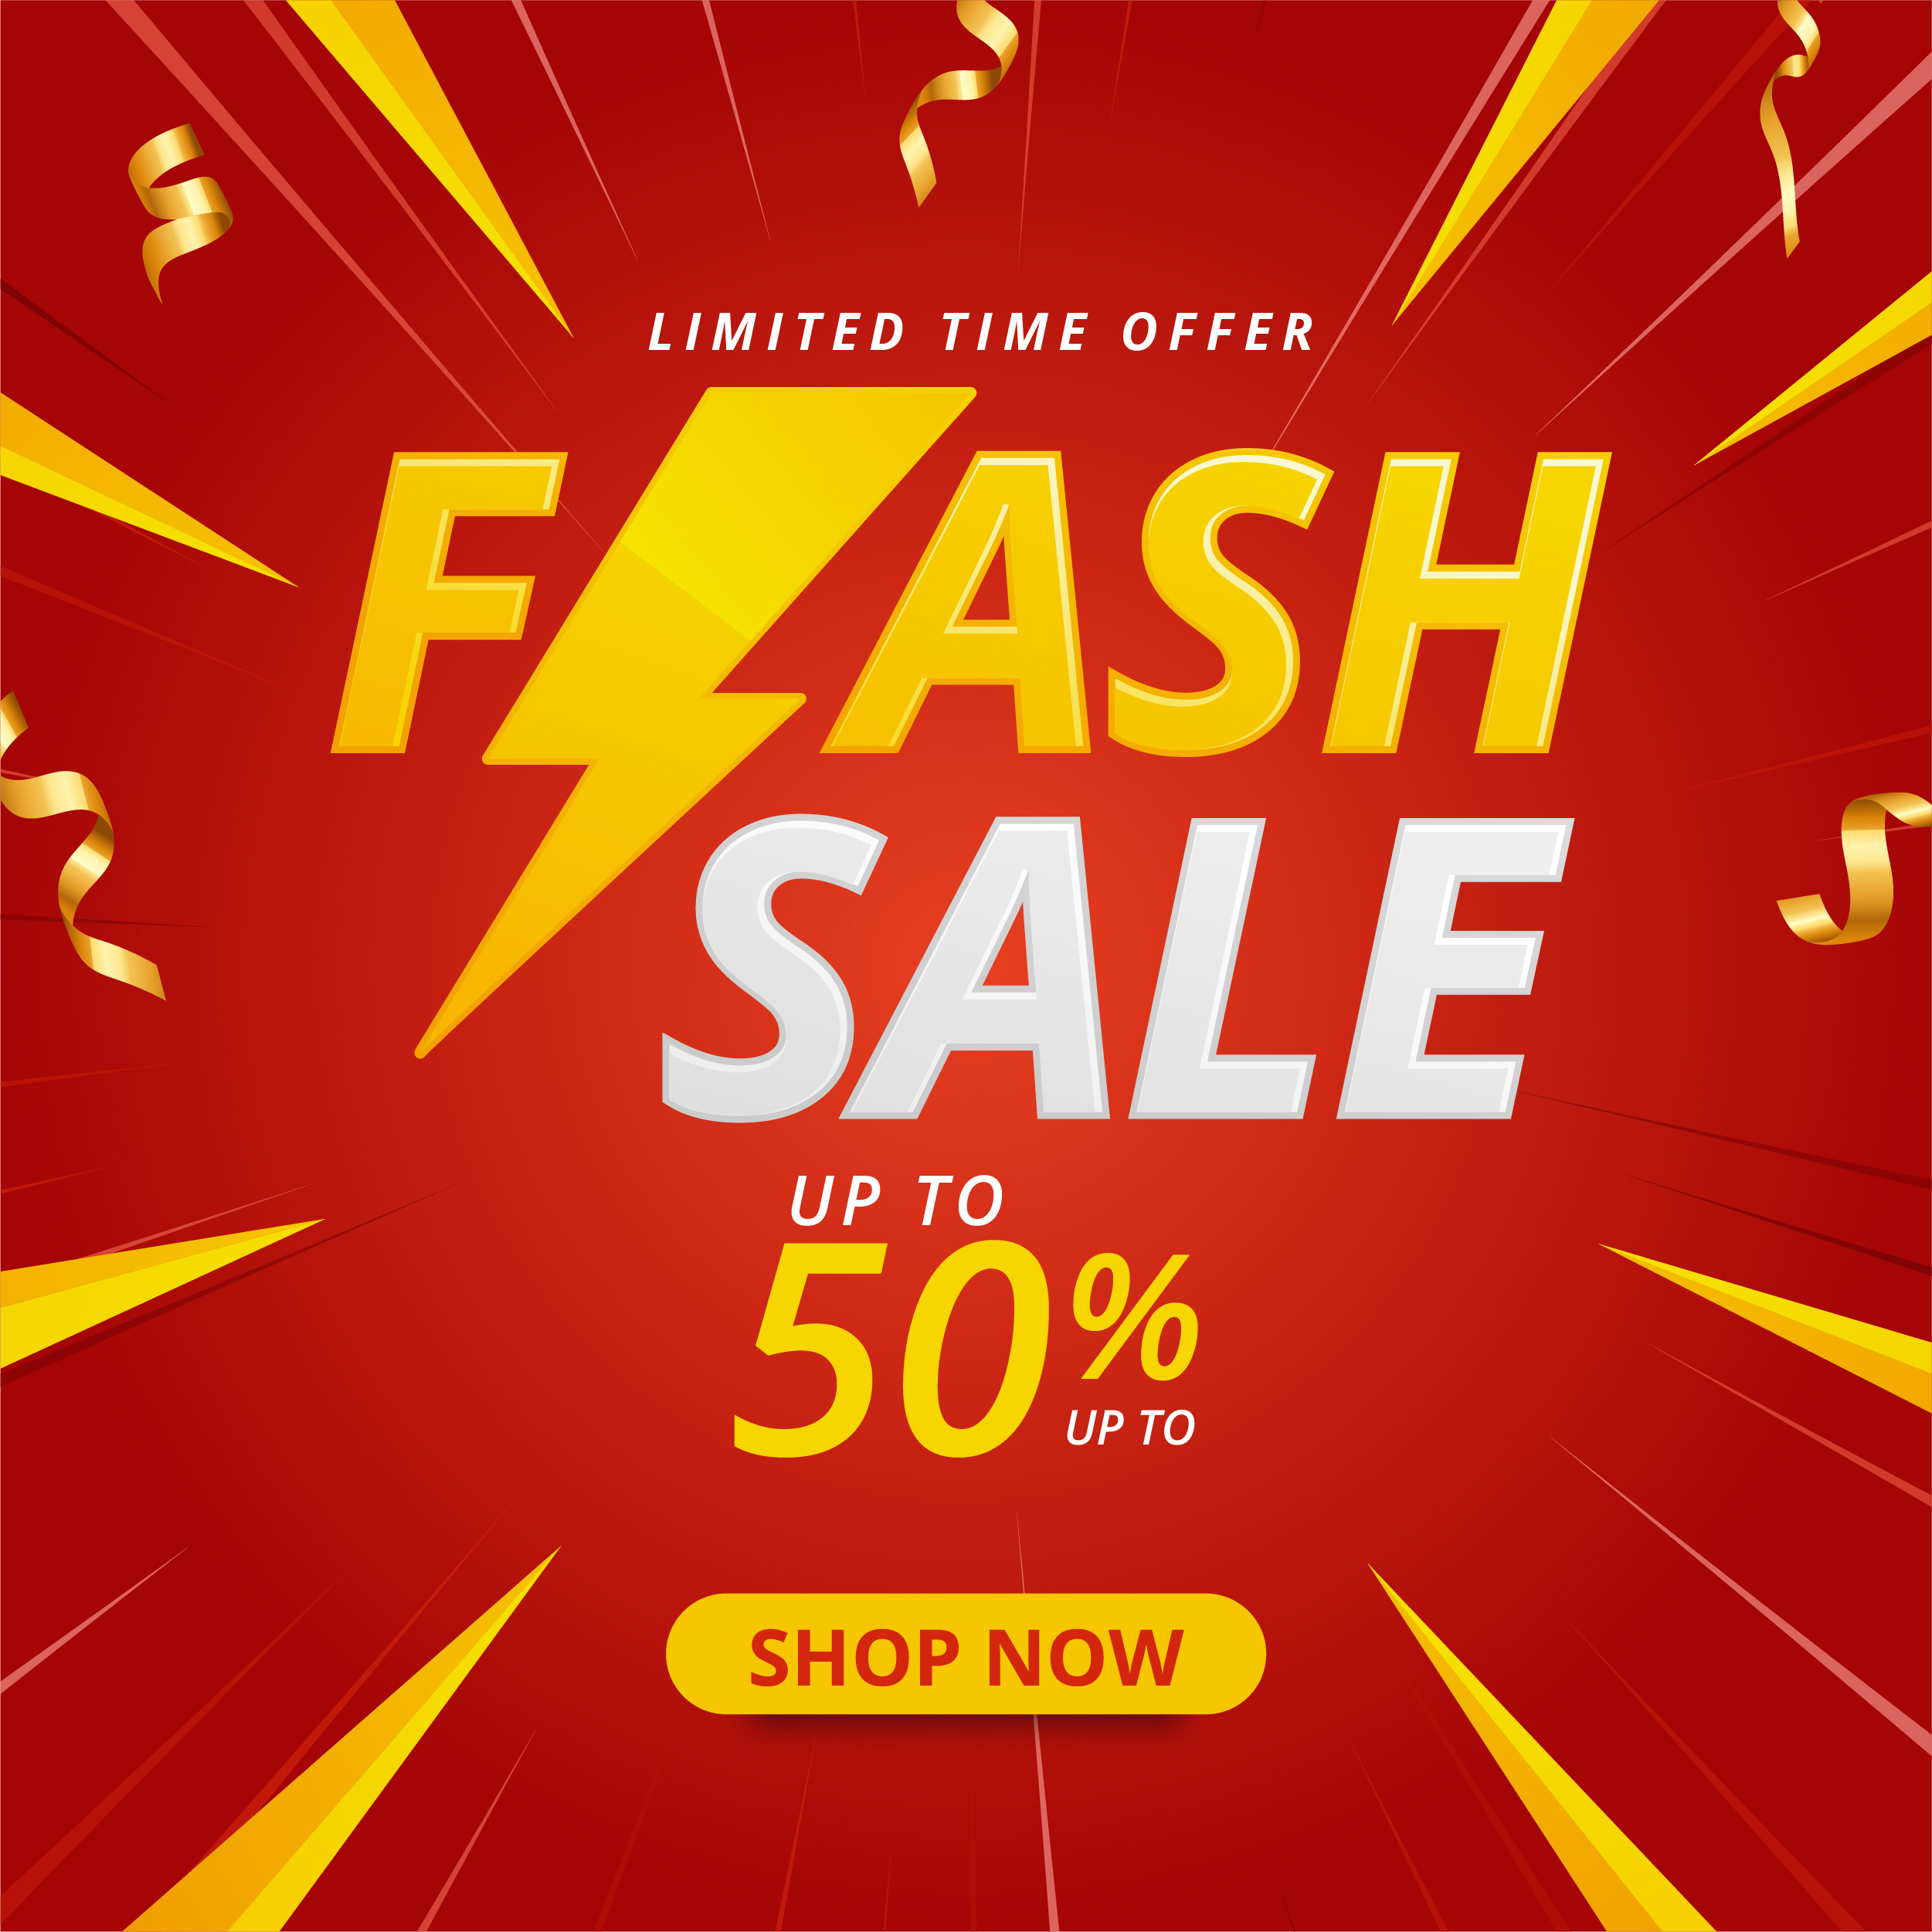 LIMITED TIME OFFER
FLASH
SALE
UP TO
50%
UP TO
SHOP NOW